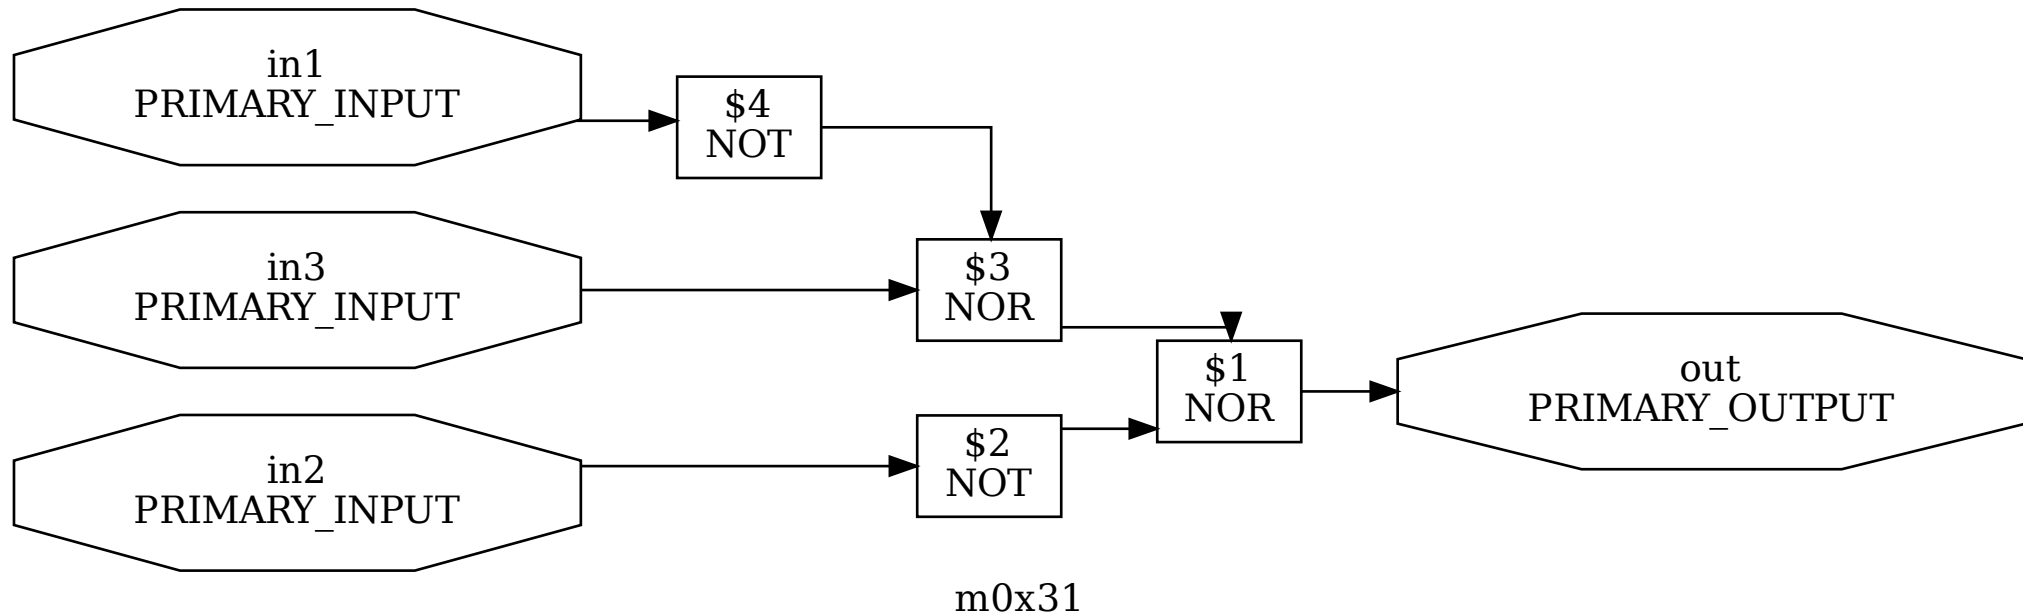 in1
PRIMARY_INPUT
$4
NOT
in3
PRIMARY_INPUT
$3
NOR
$1
NOR
out
PRIMARY_OUTPUT
in2
PRIMARY_INPUT
$2
NOT
m0x31